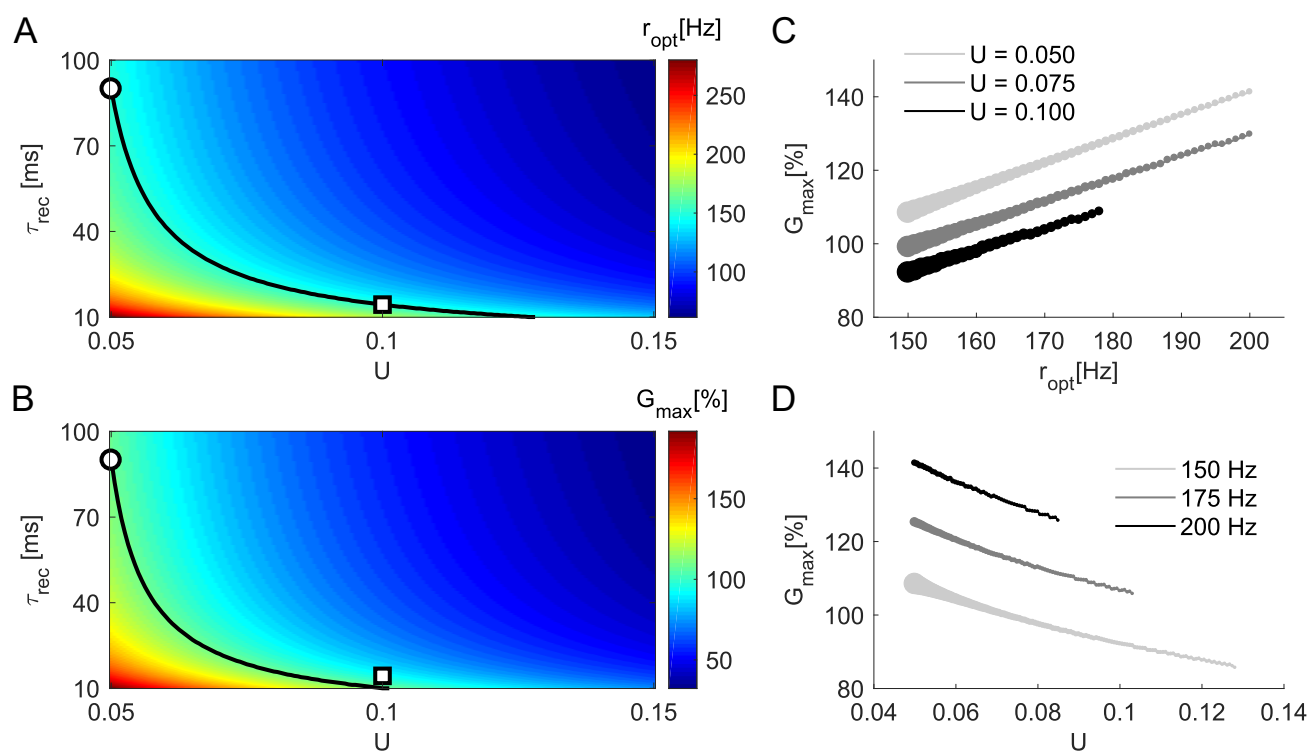 A
r_opt[Hz]
100
70
40
10
τ_rec [ms]
0.05
0.1
0.15
U
250
200
150
100
B
G_max[%]
100
70
40
10
τ_rec [ms]
0.05
0.1
0.15
U
150
100
50
C
U = 0.050
U = 0.075
U = 0.100
140
120
100
80
G_max[%]
150
160
170
180
190
200
r_opt[Hz]
D
150 Hz
175 Hz
200 Hz
140
120
100
80
G_max[%]
0.04
0.06
0.08
0.1
0.12
0.14
U